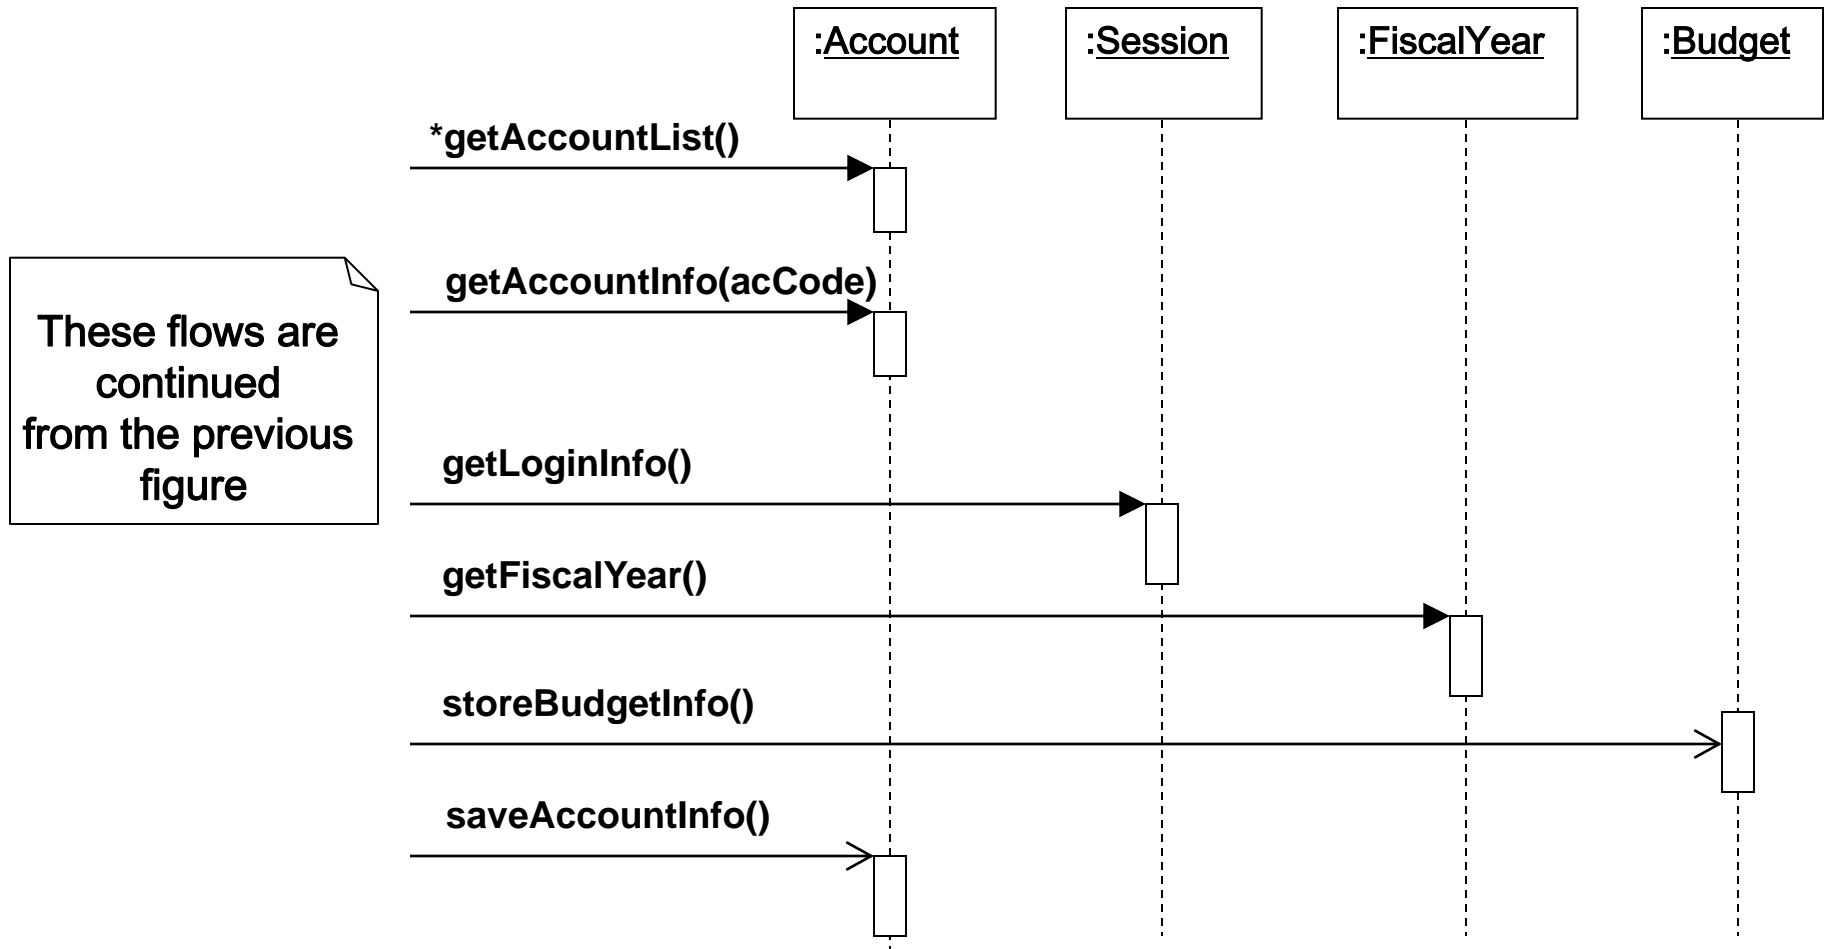 :Account
:Session
:FiscalYear
:Budget
*getAccountList()
getAccountInfo(acCode)
These flows are
continued
from the previous
figure
getLoginInfo()
getFiscalYear()
storeBudgetInfo()
saveAccountInfo()